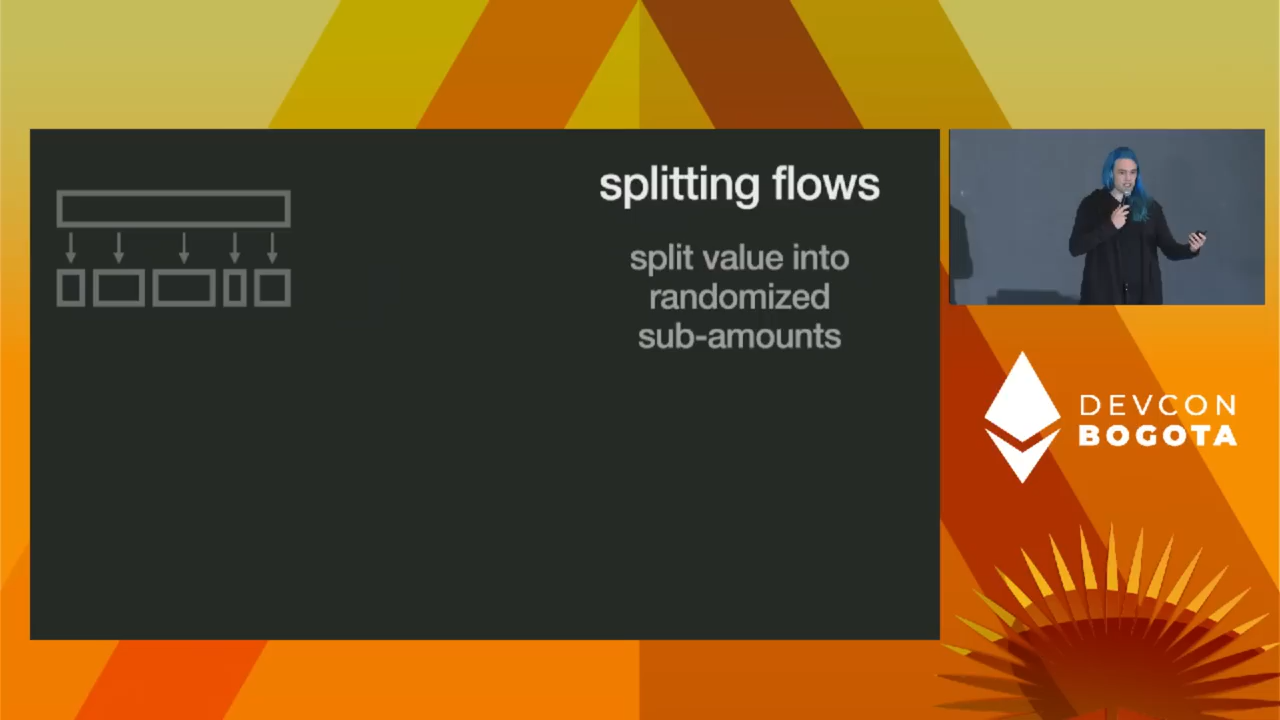 splitting flows
split value into
randomized
sub-amounts
DEVCON
BOGOTA